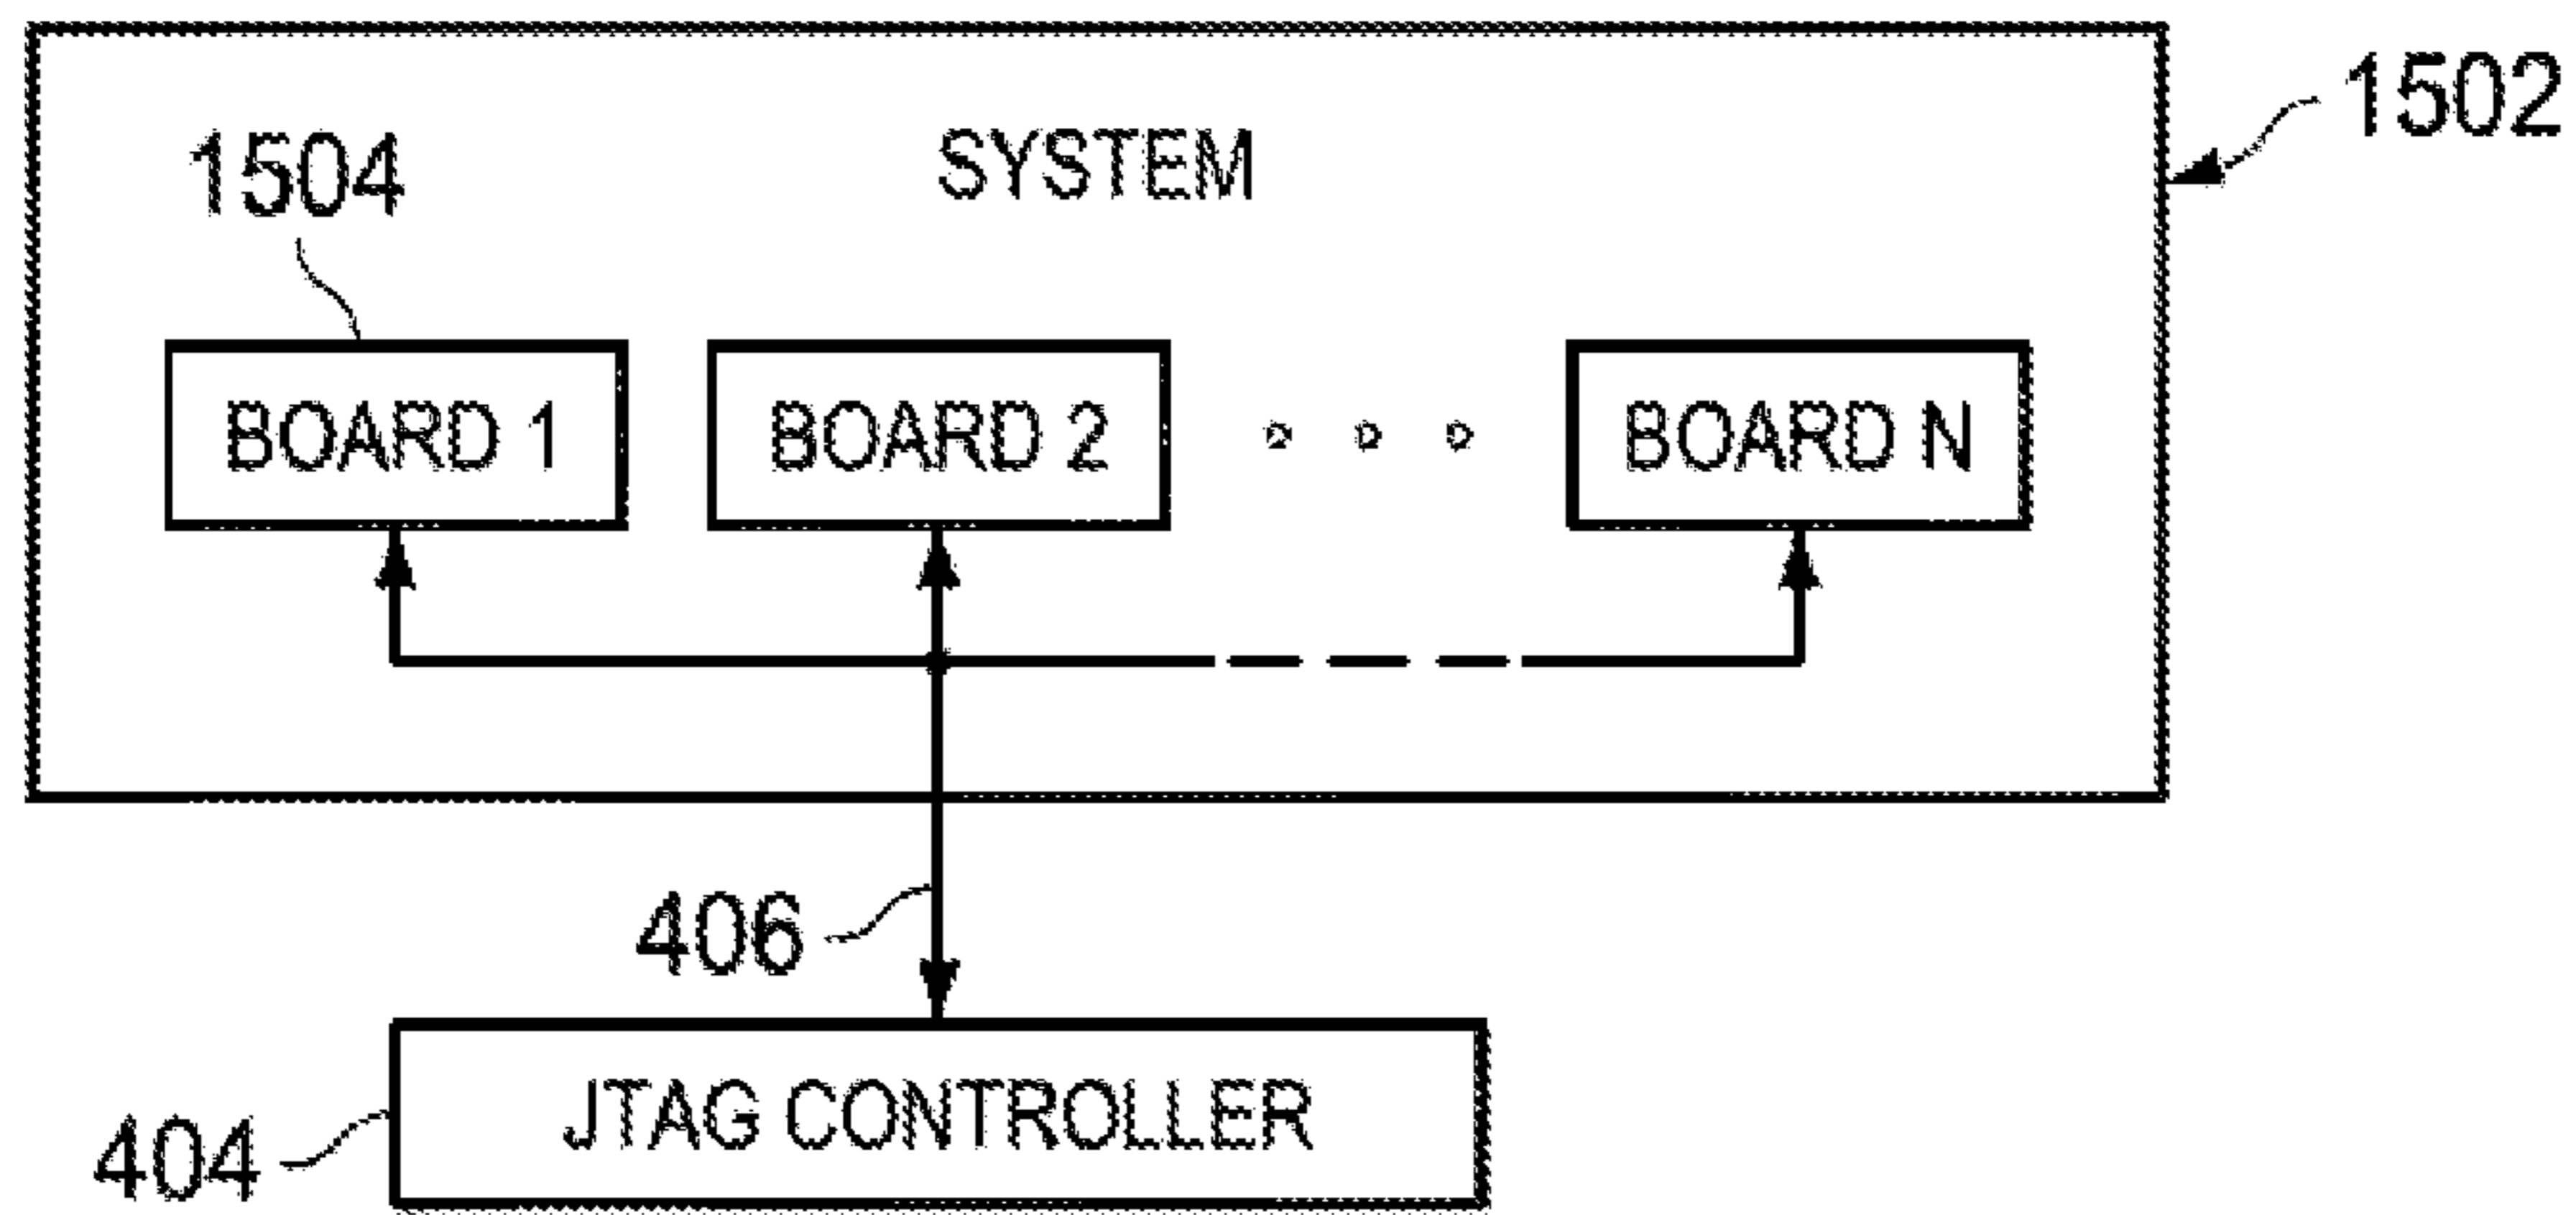 1502
SYSTEM
1504
BOARD 1
BOARD 2
BOARD N
406
JTAG CONTROLLER
404